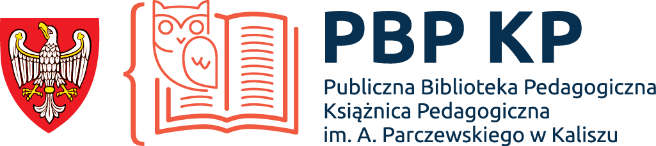 PBP KP
Publiczna Biblioteka Pedagogiczna
Książnica Pedagogiczna
im. A. Parczewskiego w Kaliszu